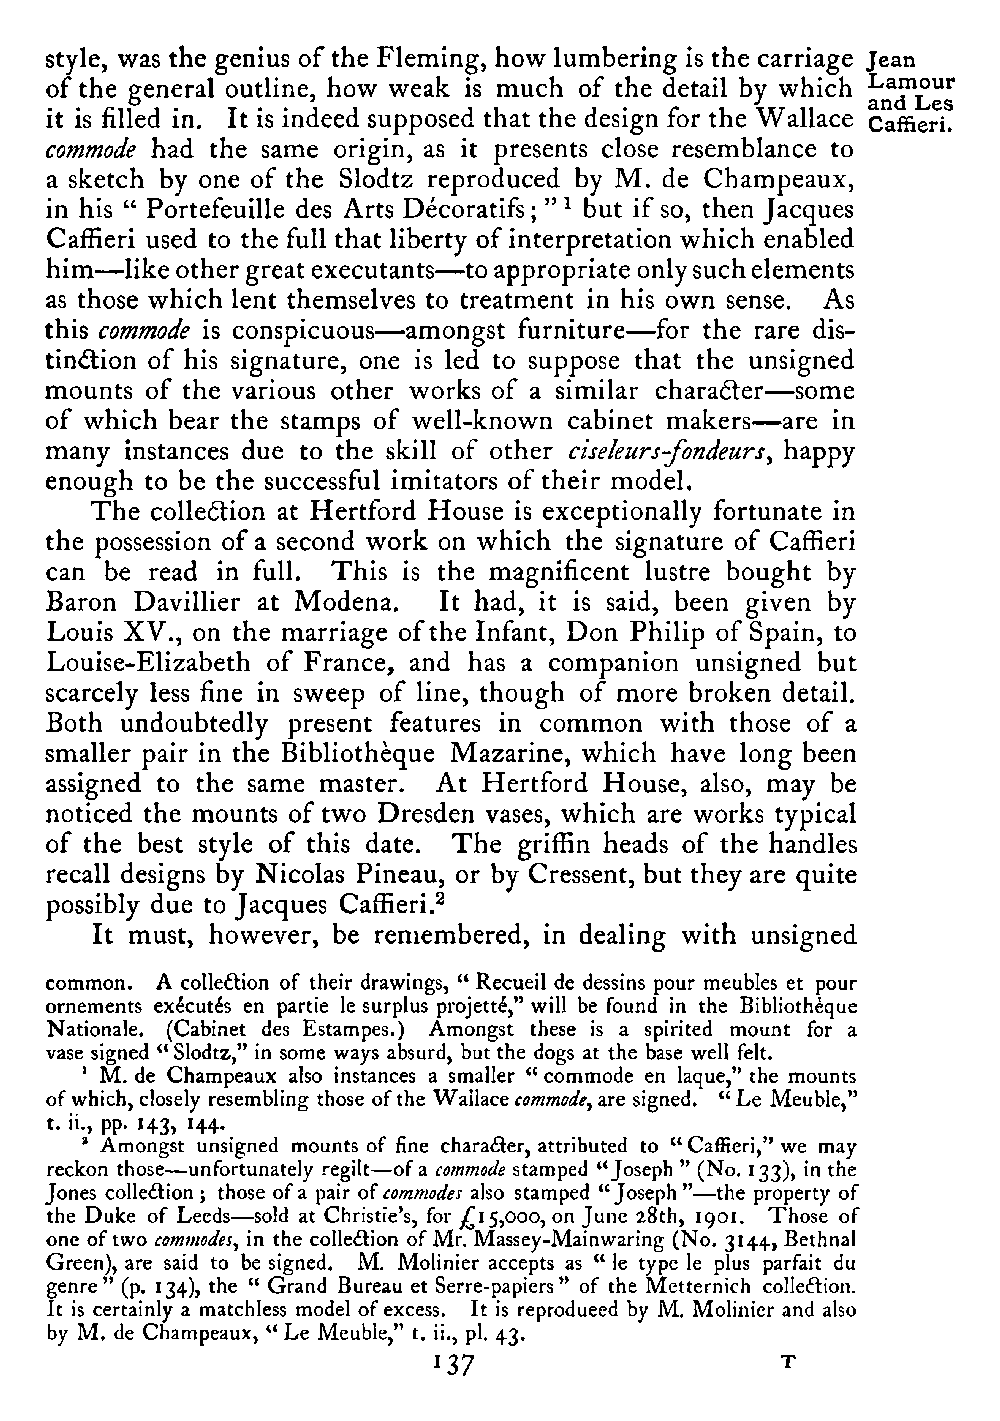 style, was the genius of the Fleming, how lumbering is the carriage
of the general outline, how weak is much of the detail by which
it is filled in. It is indeed supposed that the design for the Wallace
commode had the same origin, as it presents close resemblance to
a sketch by one of the Slodtz reproduced by M. de Champeaux,
in his “ Portefeuille des Arts Décoratifs ; ” ¹ but if so, then Jacques
Caffieri used to the full that liberty of interpretation which enabled
him—like other great executants—to appropriate only such elements
as those which lent themselves to treatment in his own sense. As
this commode is conspicuous—amongst furniture—for the rare dis-
tinction of his signature, one is led to suppose that the unsigned
mounts of the various other works of a similar character—some
of which bear the stamps of well-known cabinet makers—are in
many instances due to the skill of other ciseleurs-fondeurs, happy
enough to be the successful imitators of their model.
The collection at Hertford House is exceptionally fortunate in
the possession of a second work on which the signature of Caffieri
can be read in full. This is the magnificent lustre bought by
Baron Davillier at Modena. It had, it is said, been given by
Louis XV., on the marriage of the Infant, Don Philip of Spain, to
Louise-Elizabeth of France, and has a companion unsigned but
scarcely less fine in sweep of line, though of more broken detail.
Both undoubtedly present features in common with those of a
smaller pair in the Bibliothèque Mazarine, which have long been
assigned to the same master. At Hertford House, also, may be
noticed the mounts of two Dresden vases, which are works typical
of the best style of this date. The griffin heads of the handles
recall designs by Nicolas Pineau, or by Cressent, but they are quite
possibly due to Jacques Caffieri.²
It must, however, be remembered, in dealing with unsigned
Jean
Lamour
and Les
Caffieri.
common. A collection of their drawings, “ Recueil de dessins pour meubles et pour
ornements exécutés en partie le surplus projetté,” will be found in the Bibliothèque
Nationale. (Cabinet des Estampes.) Amongst these is a spirited mount for a
vase signed “ Slodtz,” in some ways absurd, but the dogs at the base well felt.
¹ M. de Champeaux also instances a smaller “ commode en laque,” the mounts
of which, closely resembling those of the Wallace commode, are signed. “ Le Meuble,”
t. ii., pp. 143, 144.
² Amongst unsigned mounts of fine character, attributed to “ Caffieri,” we may
reckon those—unfortunately regilt—of a commode stamped “ Joseph ” (No. 133), in the
Jones collection ; those of a pair of commodes also stamped “ Joseph ”—the property of
the Duke of Leeds—sold at Christie’s, for £15,000, on June 28th, 1901. Those of
one of two commodes, in the collection of Mr. Massey-Mainwaring (No. 3144, Bethnal
Green), are said to be signed. M. Molinier accepts as “ le type le plus parfait du
genre ” (p. 134), the “ Grand Bureau et Serre-papiers ” of the Metternich collection.
It is certainly a matchless model of excess. It is reprodueed by M. Molinier and also
by M. de Champeaux, “ Le Meuble,” t. ii., pl. 43.
137 T